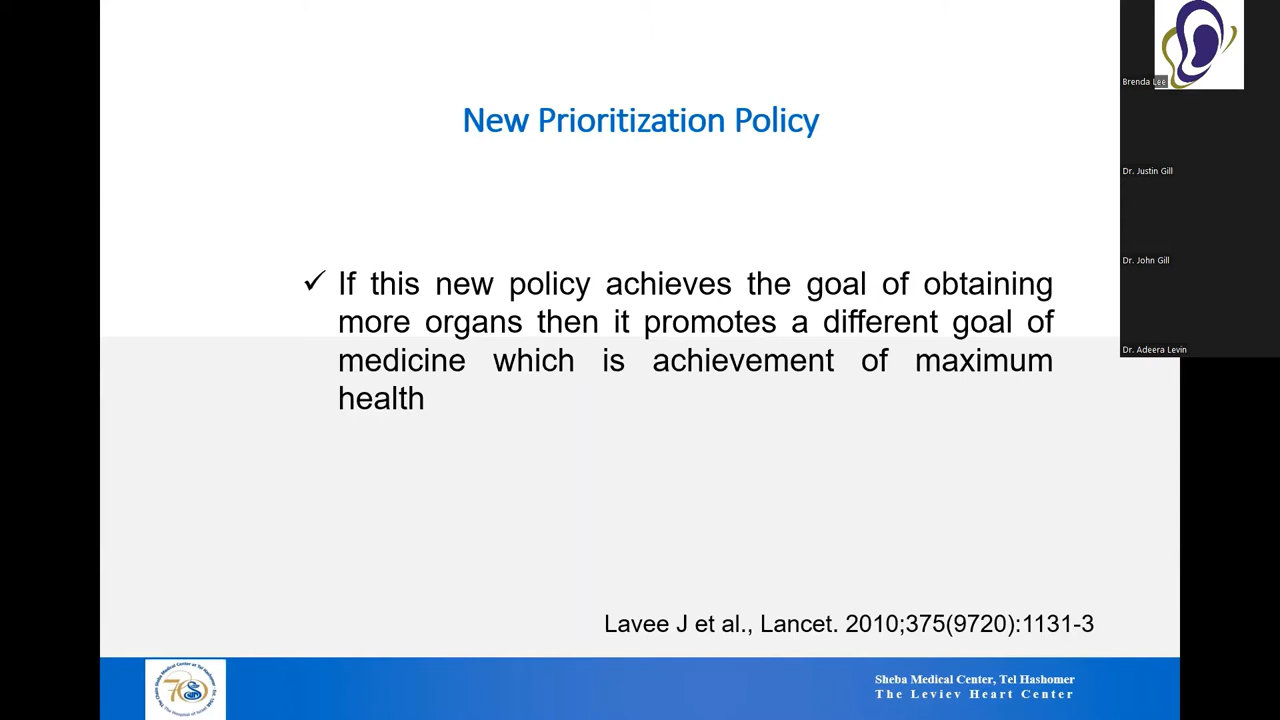 Brenda Lee
New Prioritization Policy
Dr. Justin Gill
Dr. John Gill
✓ If this new policy achieves the goal of obtaining
more organs then it promotes a different goal of
medicine which is achievement of maximum
health
Dr. Adeera Levin
Lavee J et al., Lancet. 2010;375(9720):1131-3
Sheba Medical Center, Tel Hashomer
The Leviev Heart Center
70